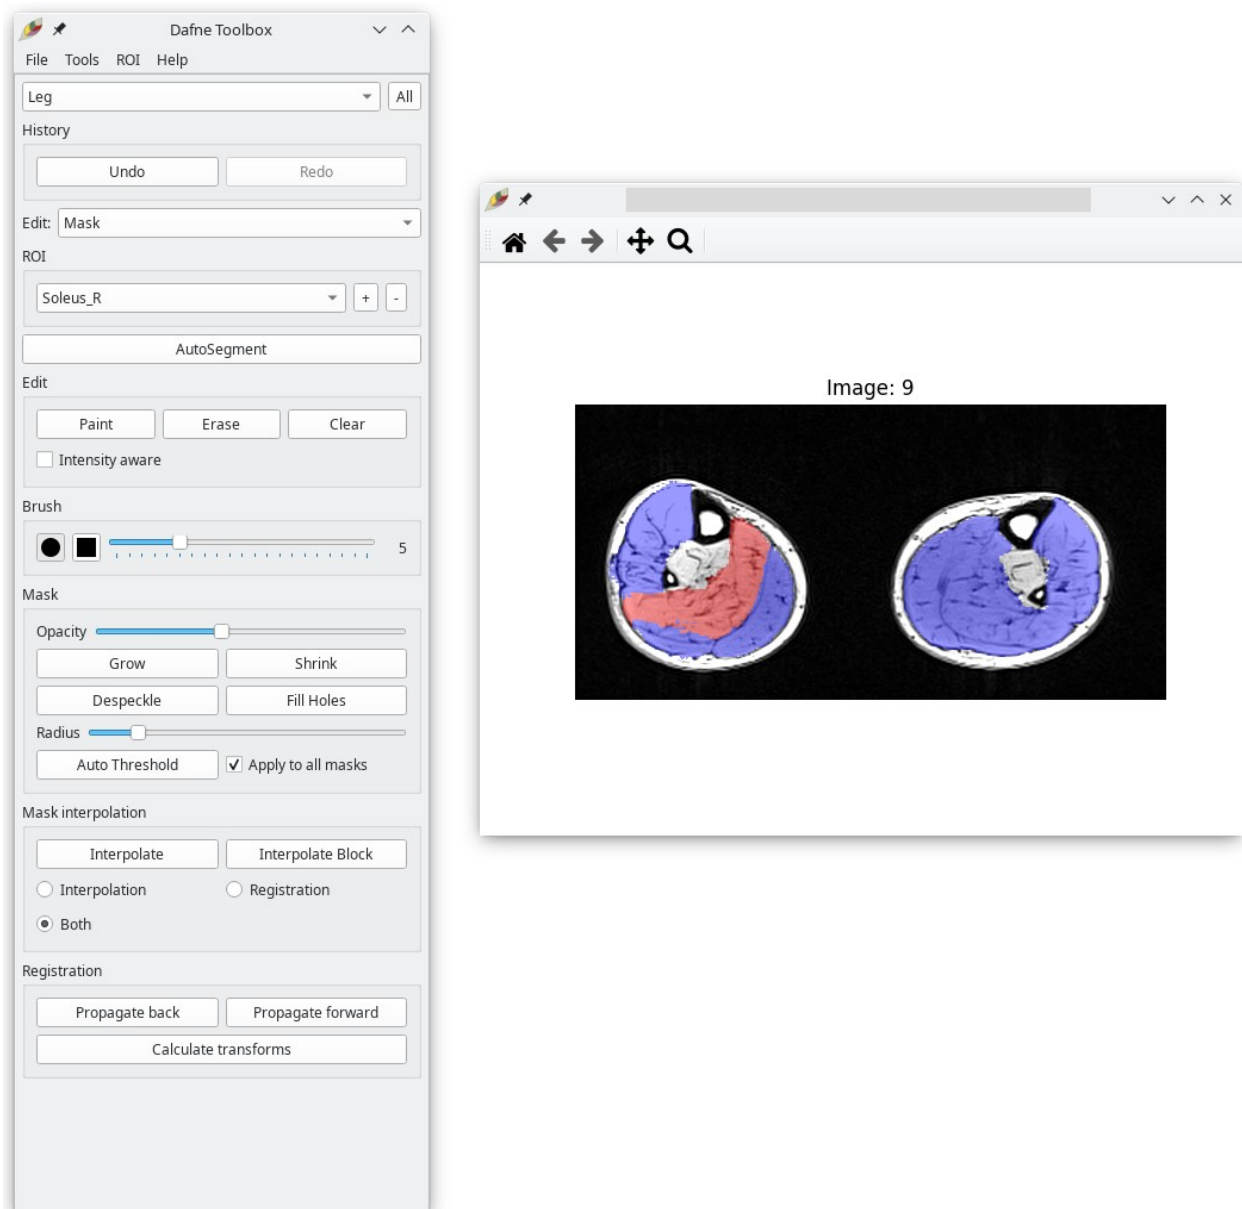 Dafne Toolbox
File Tools ROI Help
Leg All
History
Undo Redo
Edit: Mask
ROI
Soleus_R + -
AutoSegment
Edit
Paint Erase Clear
Intensity aware
Brush
5
Mask
Opacity
Grow Shrink
Despeckle Fill Holes
Radius
Auto Threshold Apply to all masks
Mask interpolation
Interpolate Interpolate Block
Interpolation Registration
Both
Registration
Propagate back Propagate forward
Calculate transforms
Image: 9